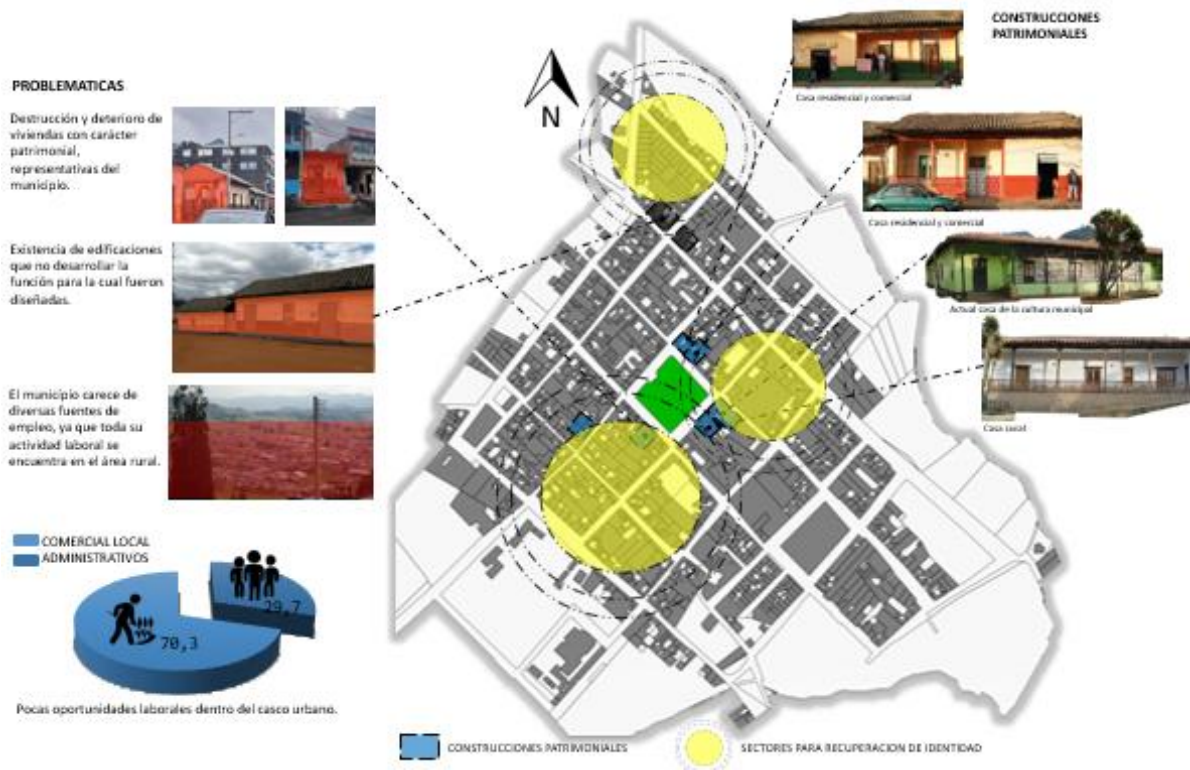 PROBLEMATICAS
Destrucción y deterioro de
viviendas con carácter
patrimonial,
representativas del
municipio.
Existencia de edificaciones
que no desarrollar la
función para la cual fueron
diseñadas.
El municipio carece de
diversas fuentes de
empleo, ya que toda su
actividad laboral se
encuentra en el área rural.
COMERCIAL LOCAL
ADMINISTRATIVOS
29,7
70,3
Pocas oportunidades laborales dentro del casco urbano.
N
CONSTRUCCIONES
PATRIMONIALES
Casa residencial y comercial
Casa residencial y comercial
Actual casa de la cultura municipal
Casa
CONSTRUCCIONES PATRIMONIALES
SECTORES PARA RECUPERACION DE IDENTIDAD